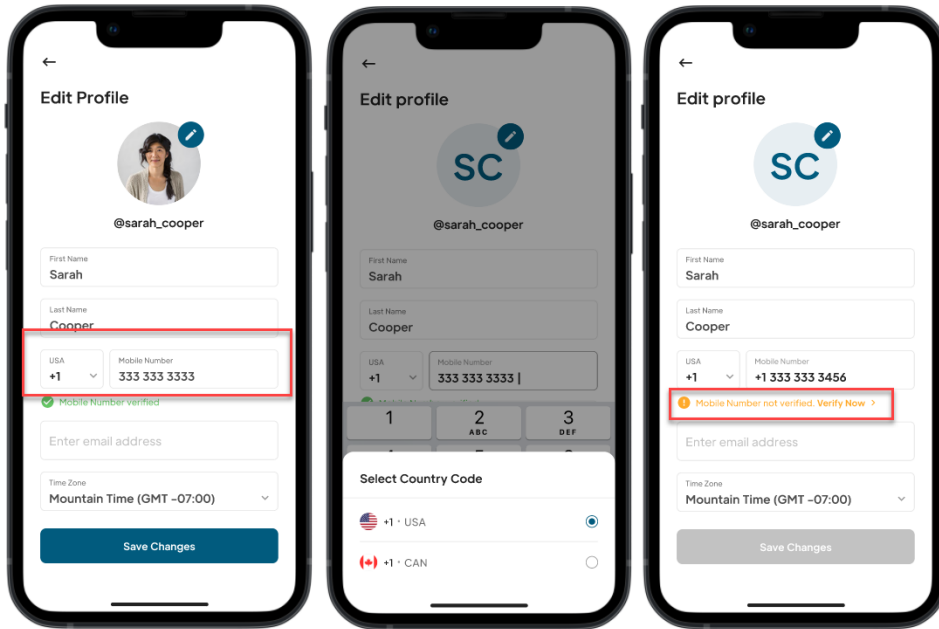 Edit Profile
@sarah_cooper
First Name
Sarah
Last Name
Cooper
USA
+1
Mobile Number
333 333 3333
Mobile Number verified
Enter email address
Time Zone
Mountain Time (GMT -07:00)
Save Changes
Edit profile
SC
@sarah_cooper
First Name
Sarah
Last Name
Cooper
USA
+1
Mobile Number
333 333 3333
1
2
ABC
3
DEF
Select Country Code
+1 · USA
+1 · CAN
Edit profile
SC
@sarah_cooper
First Name
Sarah
Last Name
Cooper
USA
+1
Mobile Number
+1 333 333 3456
Mobile Number not verified. Verify Now >
Enter email address
Time Zone
Mountain Time (GMT -07:00)
Save Changes